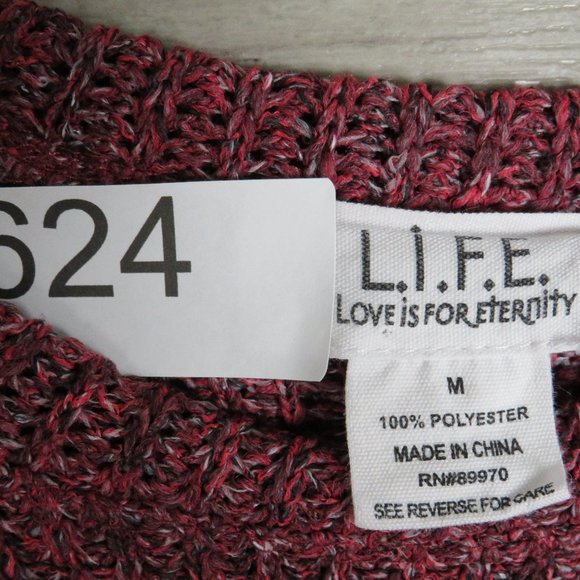 624
L.i.F.E.
LOVE iS FOR ETERNITY
M
100% POLYESTER
MADE IN CHINA
RN#89970
SEE REVERSE FOR CARE